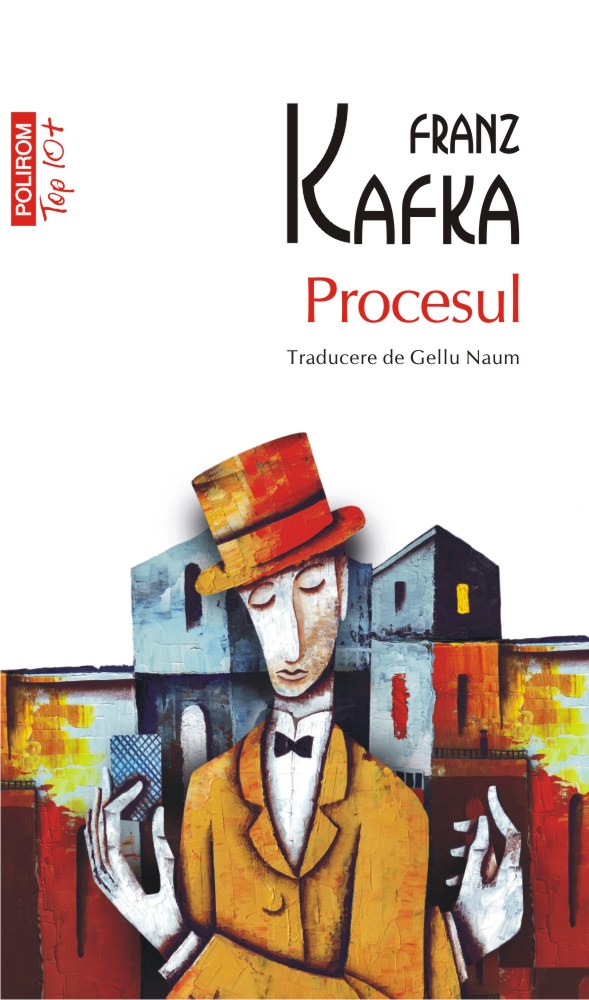 POLIROM
Top 10+
FRANZ
KAFKA
Procesul
Traducere de Gellu Naum